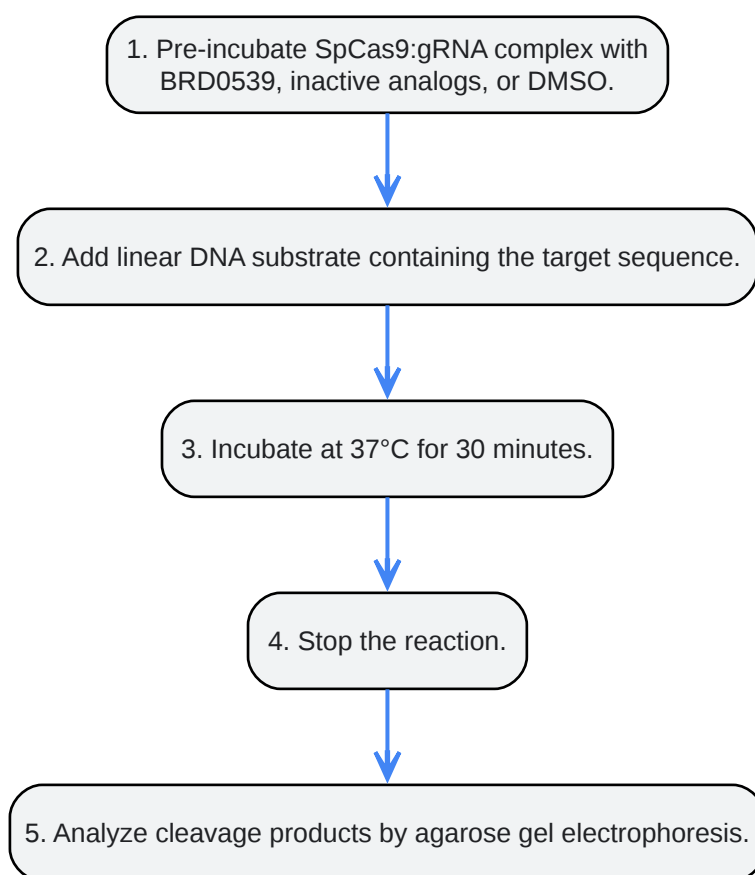 1. Pre-incubate SpCas9:gRNA complex with
BRD0539, inactive analogs, or DMSO.
2. Add linear DNA substrate containing the target sequence.
3. Incubate at 37°C for 30 minutes.
4. Stop the reaction.
5. Analyze cleavage products by agarose gel electrophoresis.